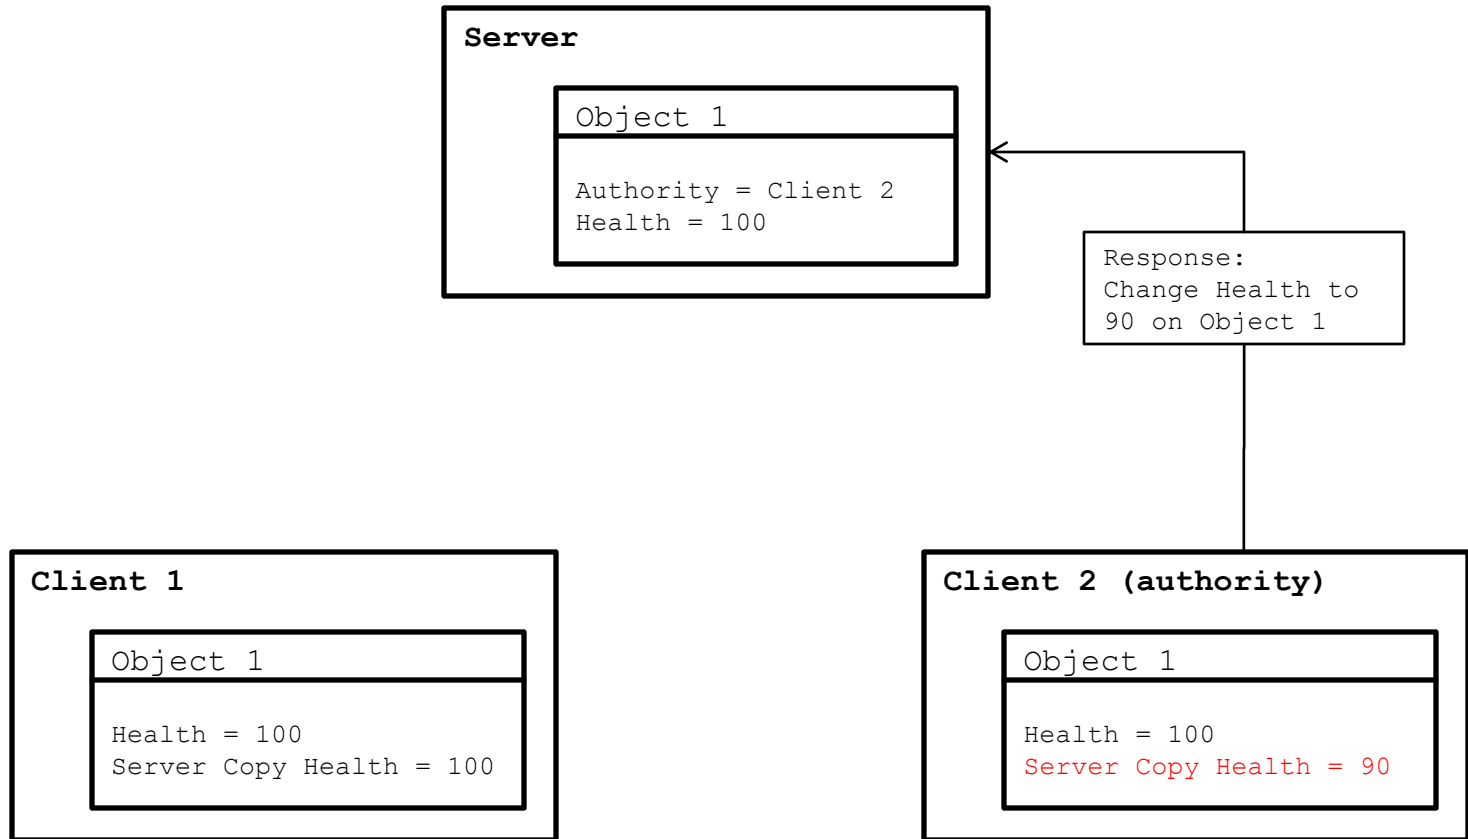 Server
Object 1
Authority = Client 2
Health = 100
Response:
Change Health to
90 on Object 1
Client 1
Object 1
Health = 100
Server Copy Health = 100
Client 2 (authority)
Object 1
Health = 100
Server Copy Health = 90